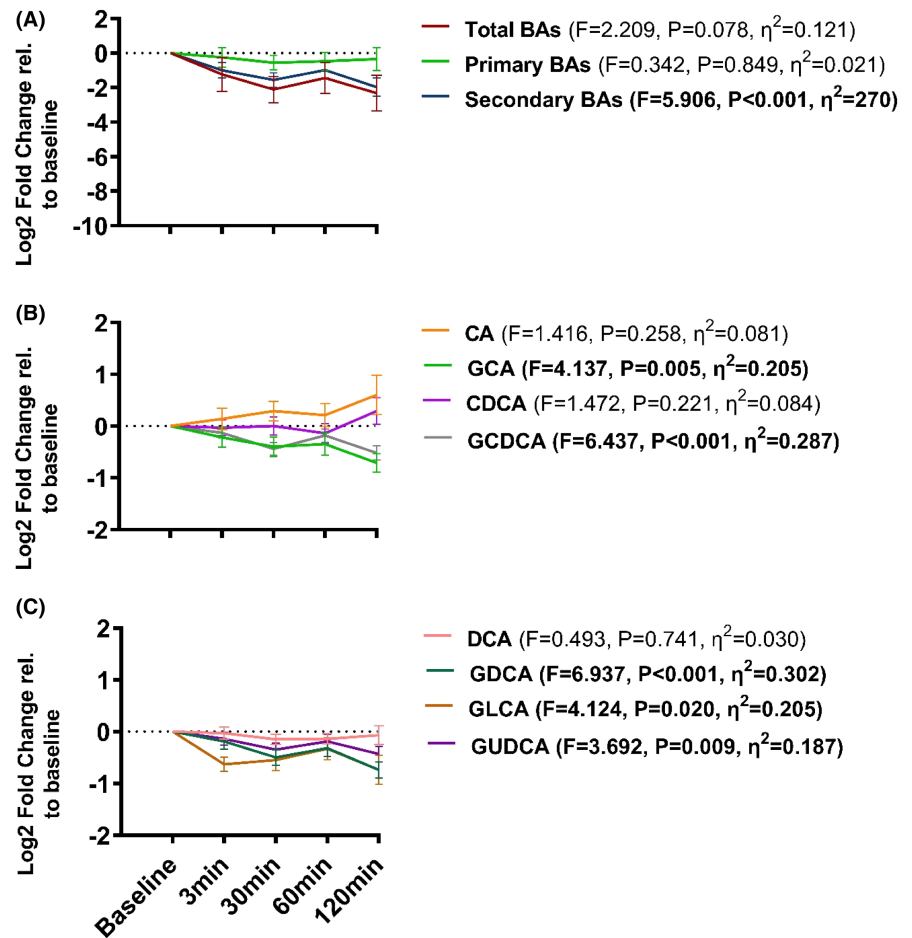 (A)
Log2 Fold Change rel.
to baseline
2
0
-2
-4
-6
-8
-10
Total BAs (F=2.209, P=0.078, η²=0.121)
Primary BAs (F=0.342, P=0.849, η²=0.021)
Secondary BAs (F=5.906, P<0.001, η²=270)
(B)
Log2 Fold Change rel.
to baseline
2
1
0
-1
-2
CA (F=1.416, P=0.258, η²=0.081)
GCA (F=4.137, P=0.005, η²=0.205)
CDCA (F=1.472, P=0.221, η²=0.084)
GCDCA (F=6.437, P<0.001, η²=0.287)
(C)
Log2 Fold Change rel.
to baseline
2
1
0
-1
-2
DCA (F=0.493, P=0.741, η²=0.030)
GDCA (F=6.937, P<0.001, η²=0.302)
GLCA (F=4.124, P=0.020, η²=0.205)
GUDCA (F=3.692, P=0.009, η²=0.187)
Baseline
3min
30min
60min
120min